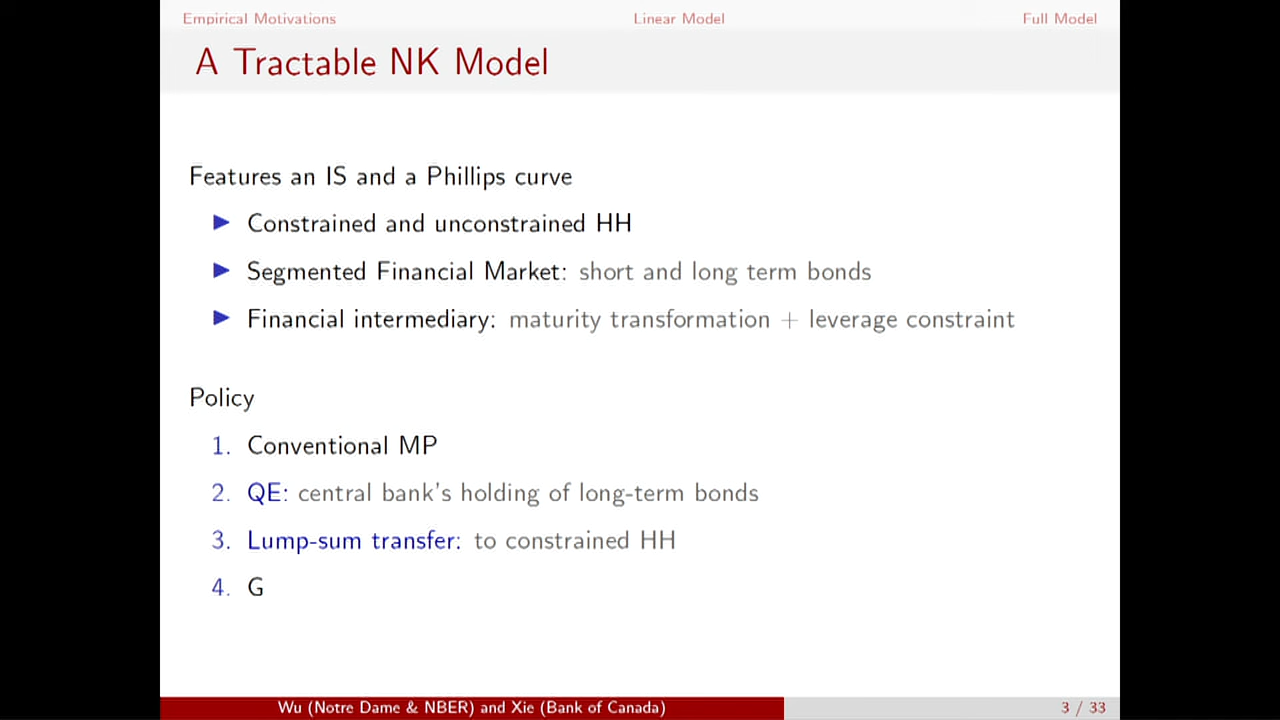 Empirical Motivations Linear Model Full Model
A Tractable NK Model
Features an IS and a Phillips curve
▶ Constrained and unconstrained HH
▶ Segmented Financial Market: short and long term bonds
▶ Financial intermediary: maturity transformation + leverage constraint
Policy
1. Conventional MP
2. QE: central bank's holding of long-term bonds
3. Lump-sum transfer: to constrained HH
4. G
Wu (Notre Dame & NBER) and Xie (Bank of Canada) 3 / 33